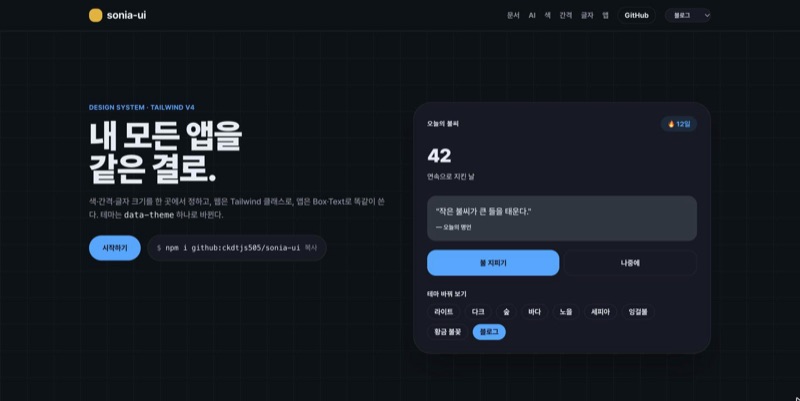 sonia-ui
문서 AI 색 간격 글자 앱 GitHub 블로그
DESIGN SYSTEM · TAILWIND V4
내 모든 앱을
같은 결로.
색·간격·글자 크기를 한 곳에서 정하고, 웹은 Tailwind 클래스로, 앱은 Box·Text로 똑같이 쓴
다. 테마는 data-theme 하나로 바뀐다.
시작하기
$ npm i github:ckdtjs505/sonia-ui 복사
오늘의 불씨
🔥 12일
42
연속으로 지킨 날
"작은 불씨가 큰 들을 태운다."
— 오늘의 명언
불 지피기
나중에
테마 바꿔 보기
라이트 다크 숲 바다 노을 세피아 잉걸불
황금 불꽃 블로그